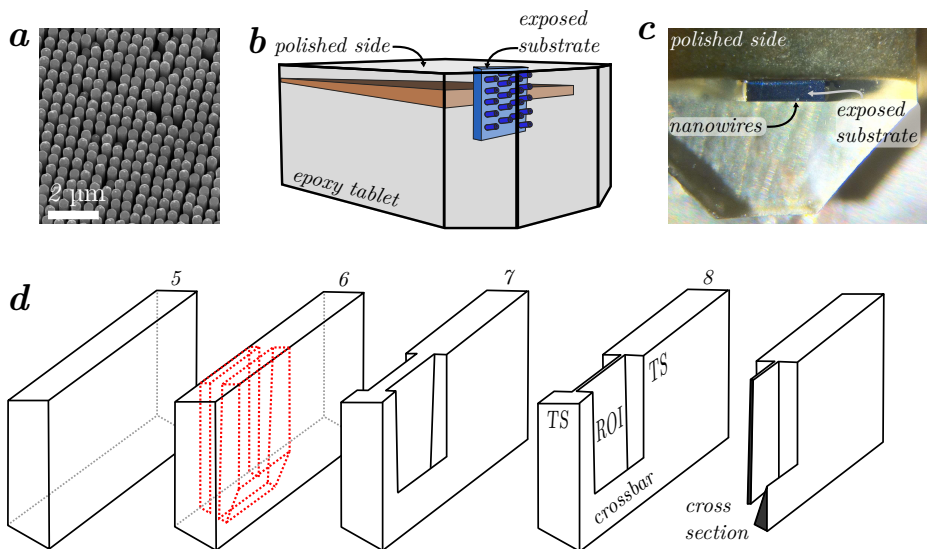 a
2 μm
b
polished side
exposed
substrate
epoxy tablet
c
polished side
nanowires
exposed
substrate
d
5
6
7
8
TS
ROI
TS
crossbar
cross
section